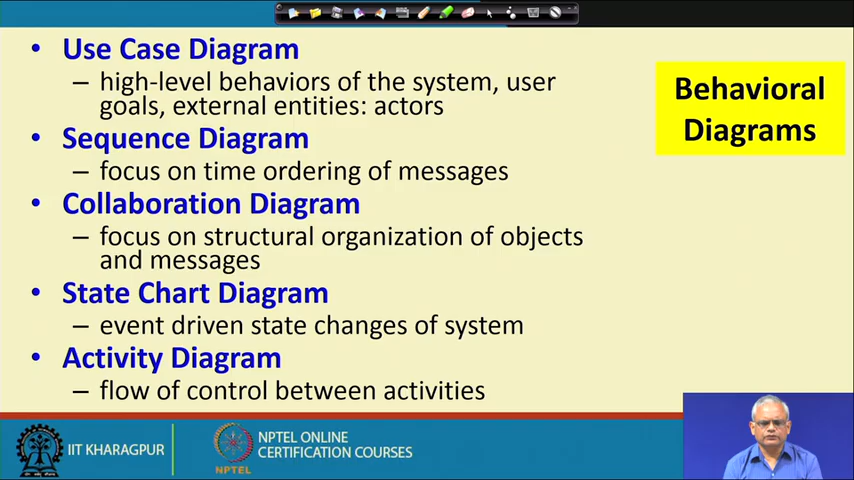 • Use Case Diagram
– high-level behaviors of the system, user
goals, external entities: actors
• Sequence Diagram
– focus on time ordering of messages
• Collaboration Diagram
– focus on structural organization of objects
and messages
• State Chart Diagram
– event driven state changes of system
• Activity Diagram
– flow of control between activities
Behavioral
Diagrams
IIT KHARAGPUR
NPTEL
NPTEL ONLINE
CERTIFICATION COURSES